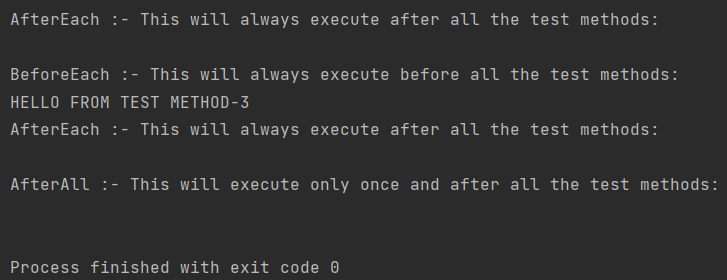 AfterEach :- This will always execute after all the test methods:
BeforeEach :- This will always execute before all the test methods:
HELLO FROM TEST METHOD-3
AfterEach :- This will always execute after all the test methods:
AfterAll :- This will execute only once and after all the test methods:
Process finished with exit code 0